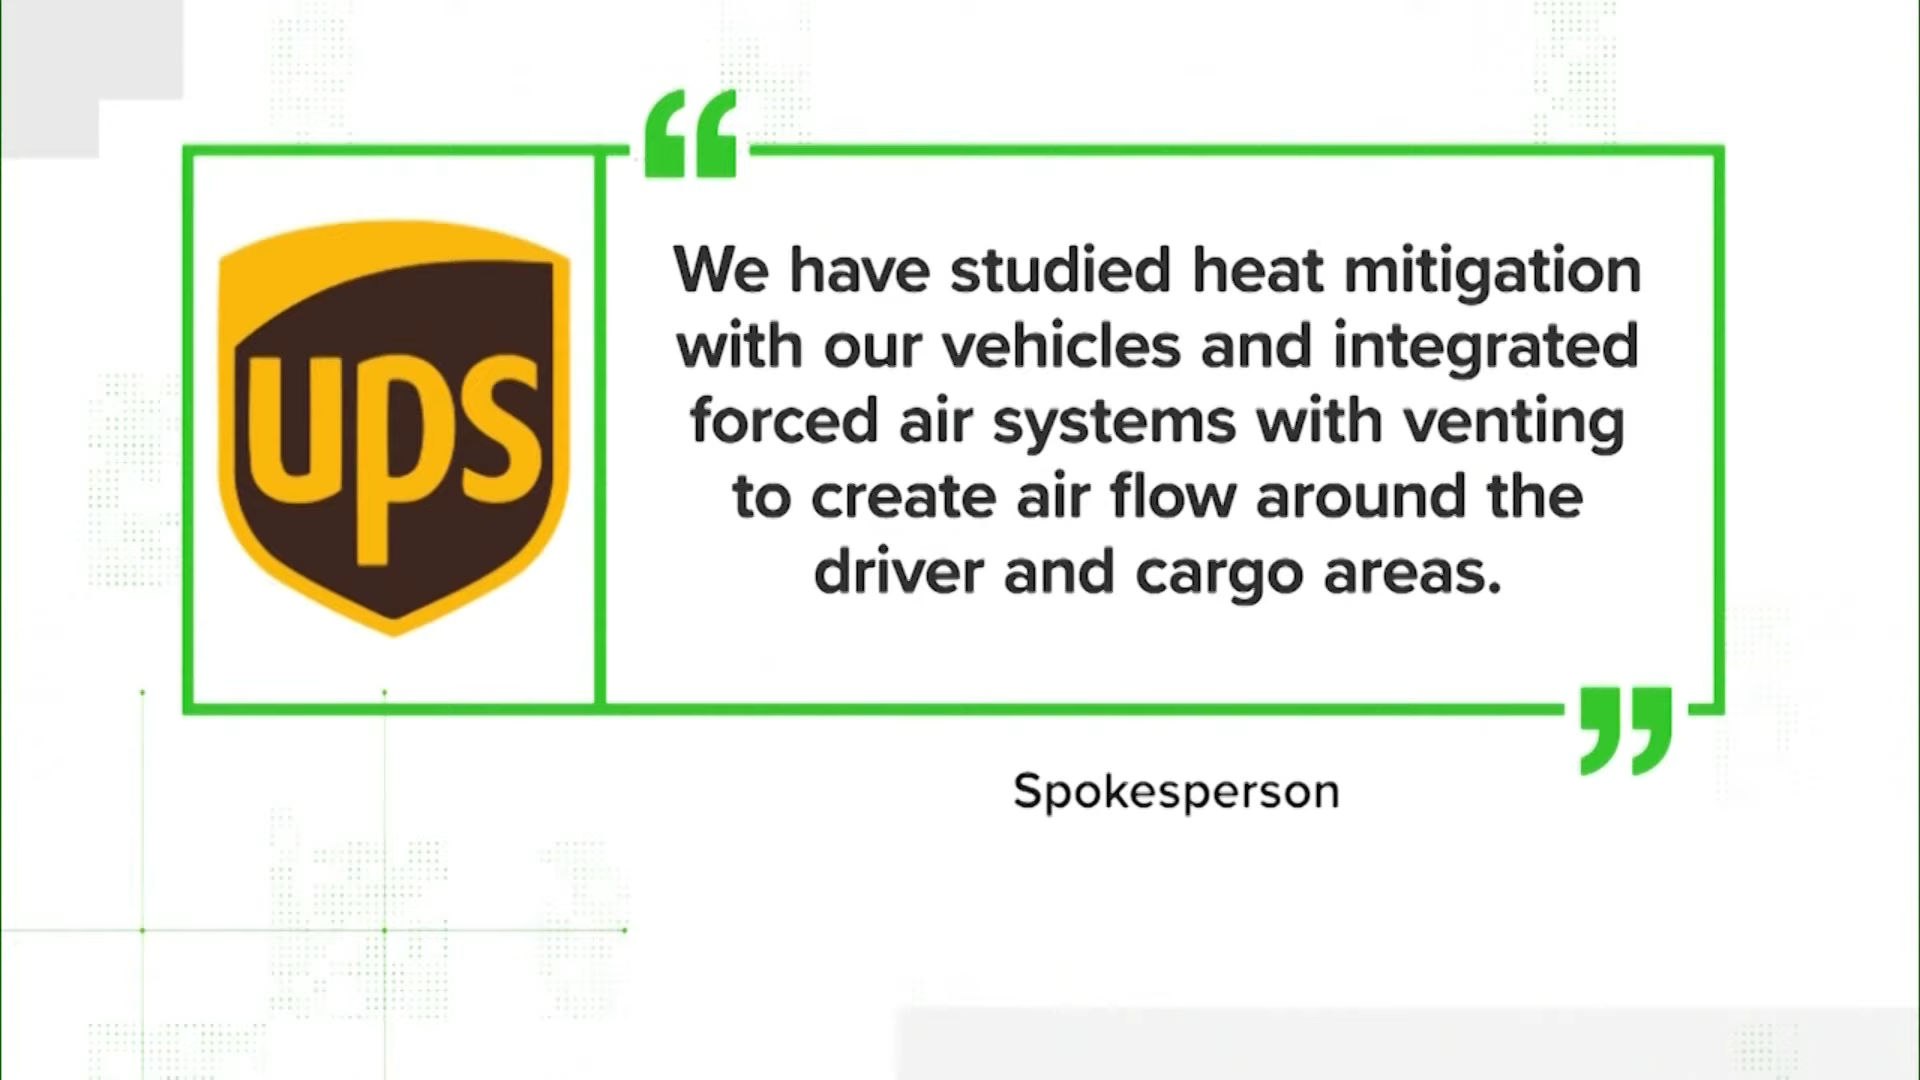 ups
We have studied heat mitigation
with our vehicles and integrated
forced air systems with venting
to create air flow around the
driver and cargo areas.
Spokesperson